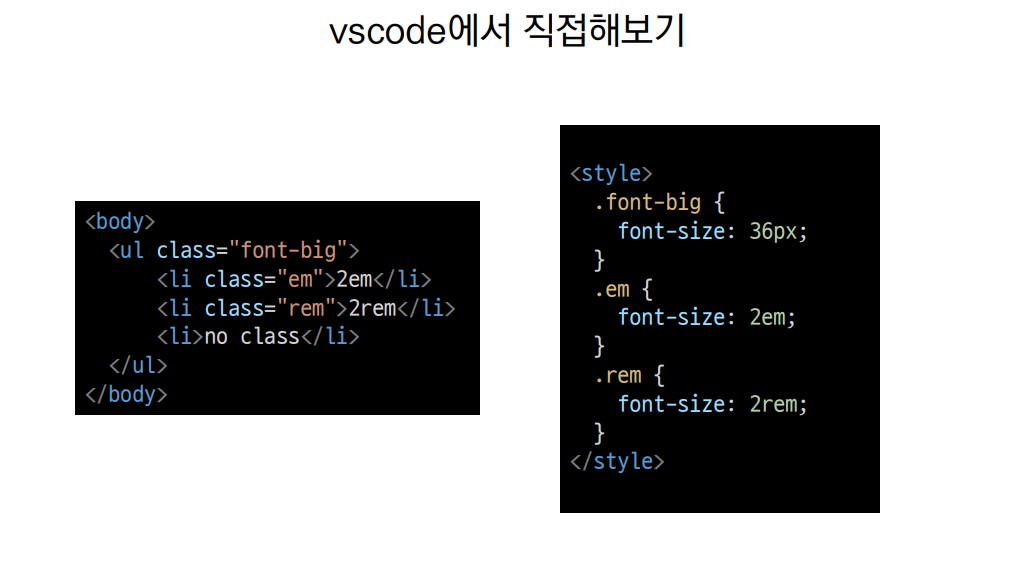 vscode에서 직접해보기
<body>
  <ul class="font-big">
      <li class="em">2em</li>
      <li class="rem">2rem</li>
      <li>no class</li>
  </ul>
</body>
<style>
  .font-big {
    font-size: 36px;
  }
  .em {
    font-size: 2em;
  }
  .rem {
    font-size: 2rem;
  }
</style>